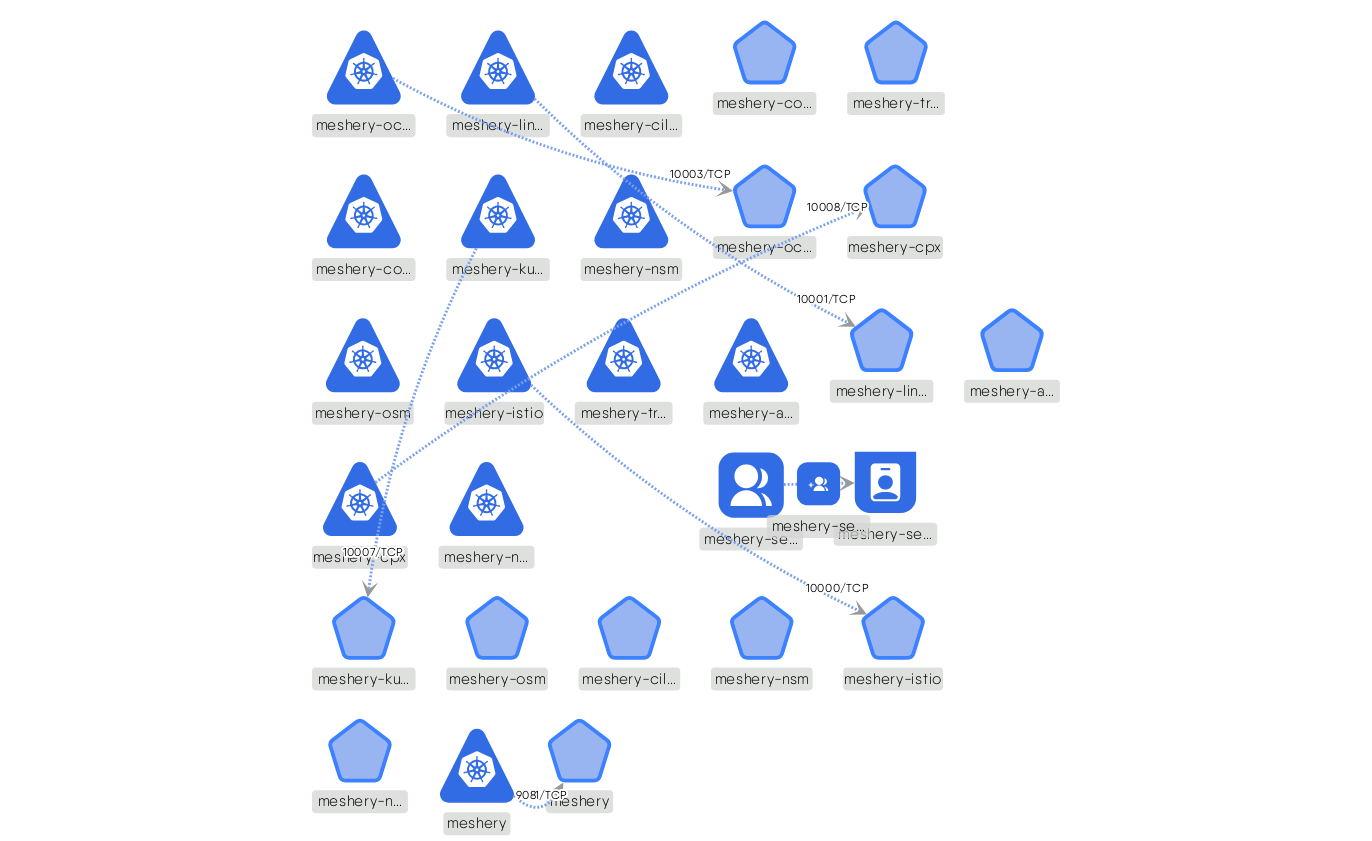 meshery-co...
meshery-tr...
meshery-oc...
meshery-lin...
meshery-cil...
10003/TCP
10008/TCP
meshery-oc...
meshery-cpx
meshery-co...
meshery-ku...
meshery-nsm
10001/TCP
meshery-lin...
meshery-a...
meshery-osm
meshery-istio
meshery-tr...
meshery-a...
meshery-se...
meshery-se...
meshery-se...
10007/TCP
meshery-cpx
meshery-n...
10000/TCP
meshery-ku...
meshery-osm
meshery-cil...
meshery-nsm
meshery-istio
9081/TCP
meshery-n...
meshery
meshery